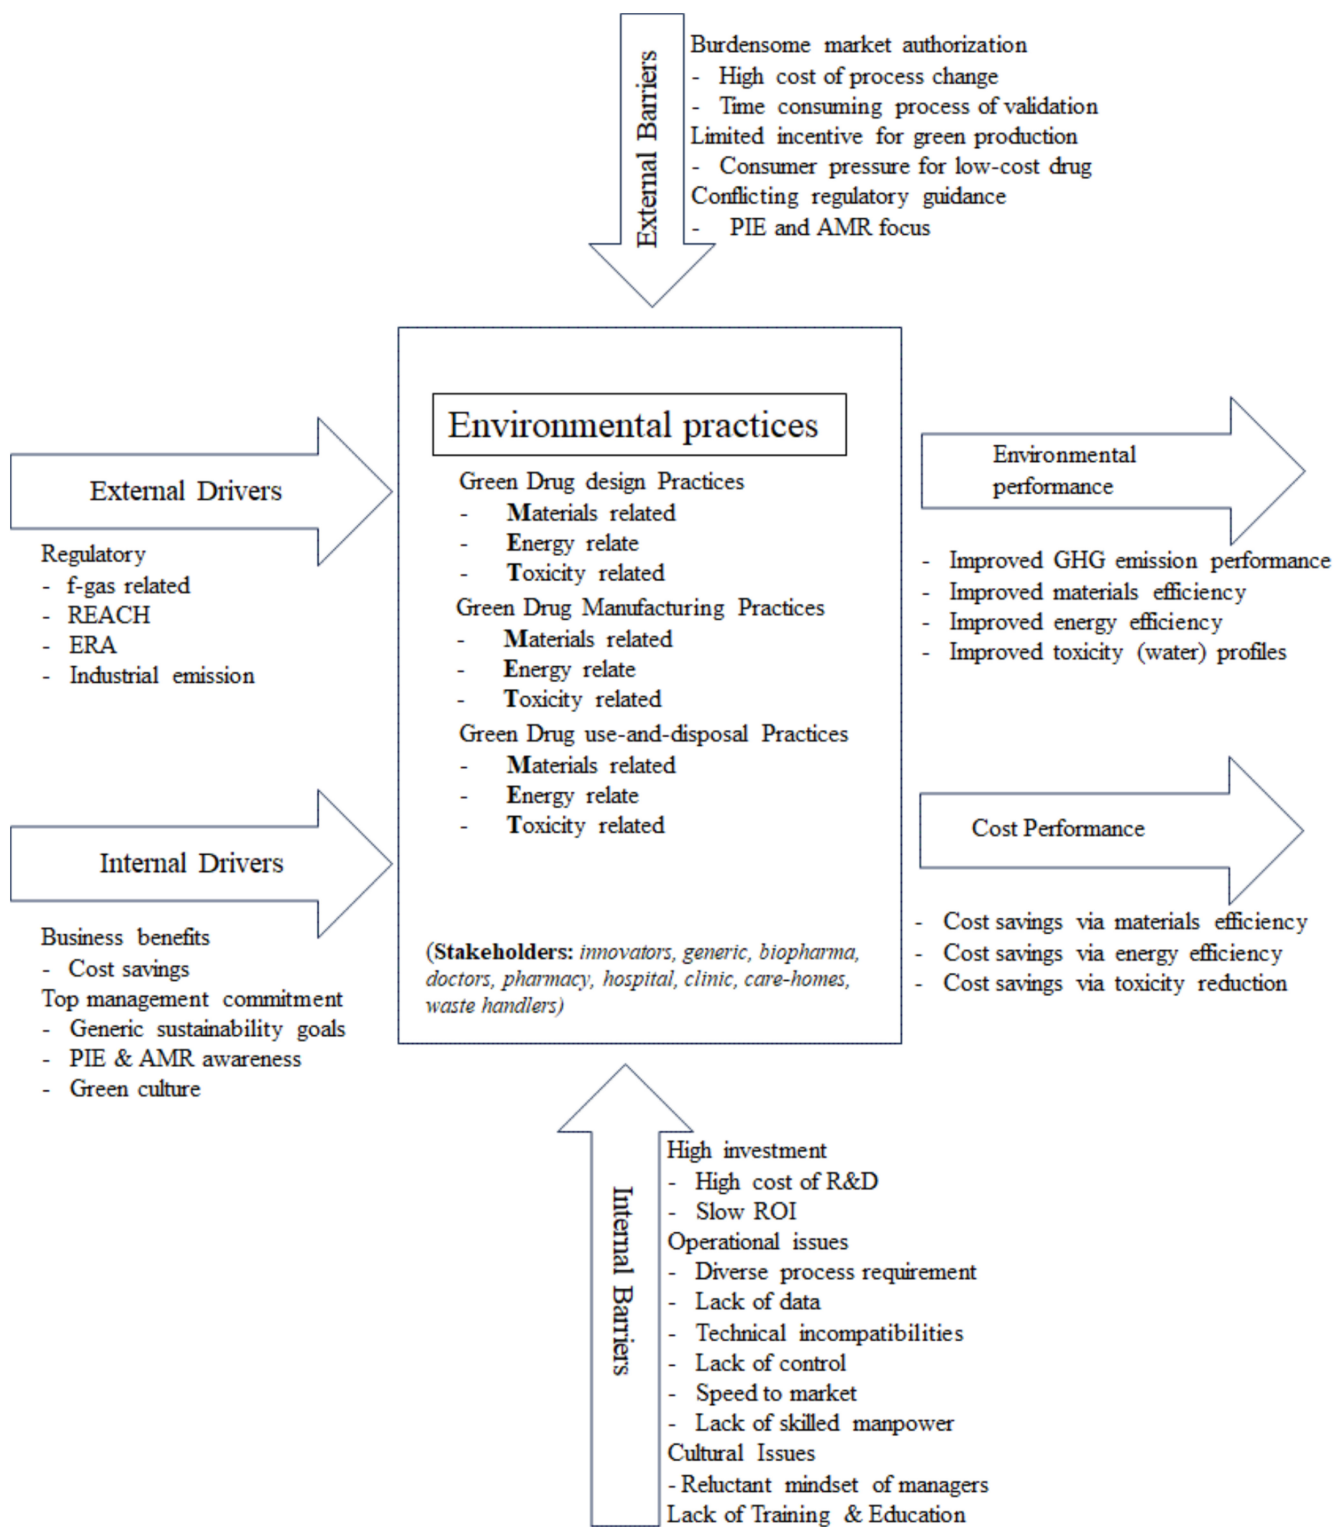 External Barriers
Burdensome market authorization
- High cost of process change
- Time consuming process of validation
Limited incentive for green production
- Consumer pressure for low-cost drug
Conflicting regulatory guidance
- PIE and AMR focus
External Drivers
Regulatory
- f-gas related
- REACH
- ERA
- Industrial emission
Internal Drivers
Business benefits
- Cost savings
Top management commitment
- Generic sustainability goals
- PIE & AMR awareness
- Green culture
Environmental practices
Green Drug design Practices
- Materials related
- Energy relate
- Toxicity related
Green Drug Manufacturing Practices
- Materials related
- Energy relate
- Toxicity related
Green Drug use-and-disposal Practices
- Materials related
- Energy relate
- Toxicity related
(Stakeholders: innovators, generic, biopharma,
doctors, pharmacy, hospital, clinic, care-homes,
waste handlers)
Environmental
performance
- Improved GHG emission performance
- Improved materials efficiency
- Improved energy efficiency
- Improved toxicity (water) profiles
Cost Performance
- Cost savings via materials efficiency
- Cost savings via energy efficiency
- Cost savings via toxicity reduction
Internal Barriers
High investment
- High cost of R&D
- Slow ROI
Operational issues
- Diverse process requirement
- Lack of data
- Technical incompatibilities
- Lack of control
- Speed to market
- Lack of skilled manpower
Cultural Issues
- Reluctant mindset of managers
Lack of Training & Education